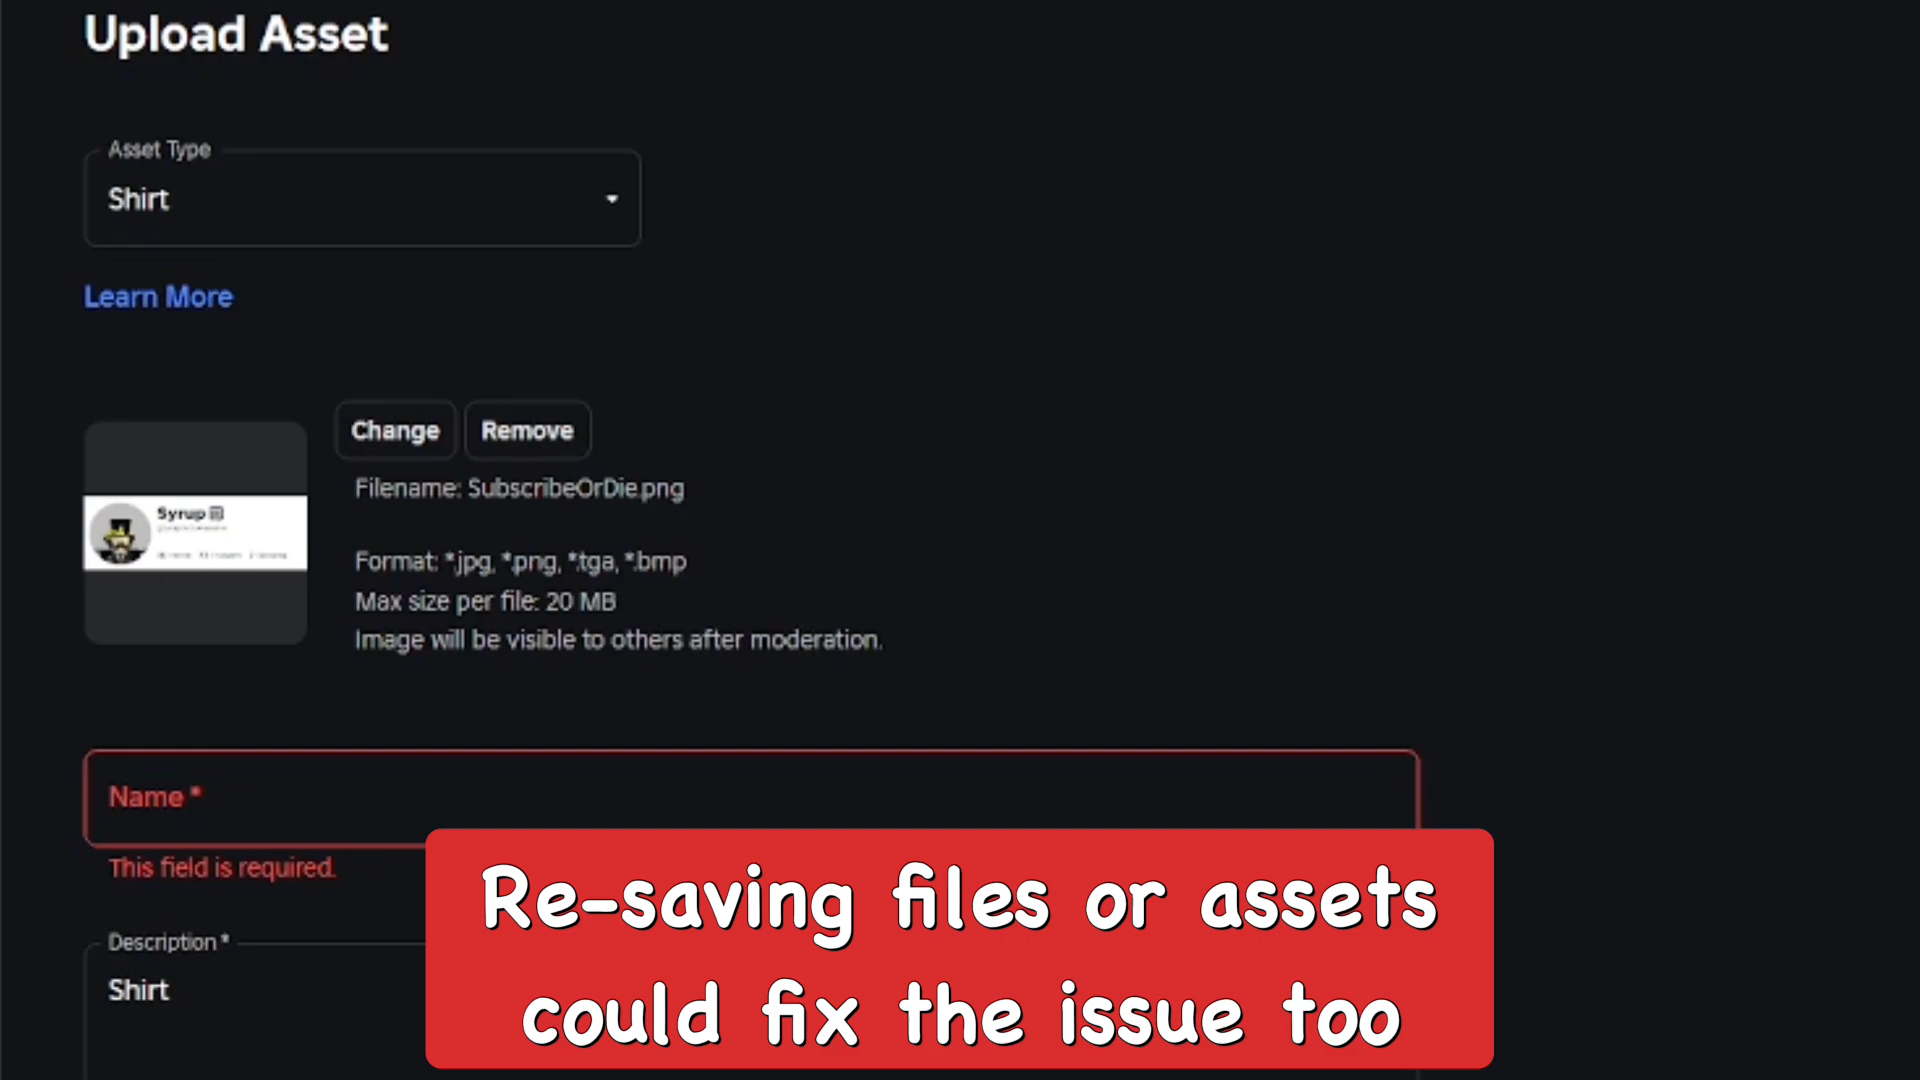 Upload Asset
Asset Type
Shirt
Learn More
Change Remove
Filename: SubscribeOrDie.png
Syrup
Format: *.jpg, *.png, *.tga, *.bmp
Max size per file: 20 MB
Image will be visible to others after moderation.
Name *
This field is required.
Description *
Shirt
Re-saving files or assets
could fix the issue too